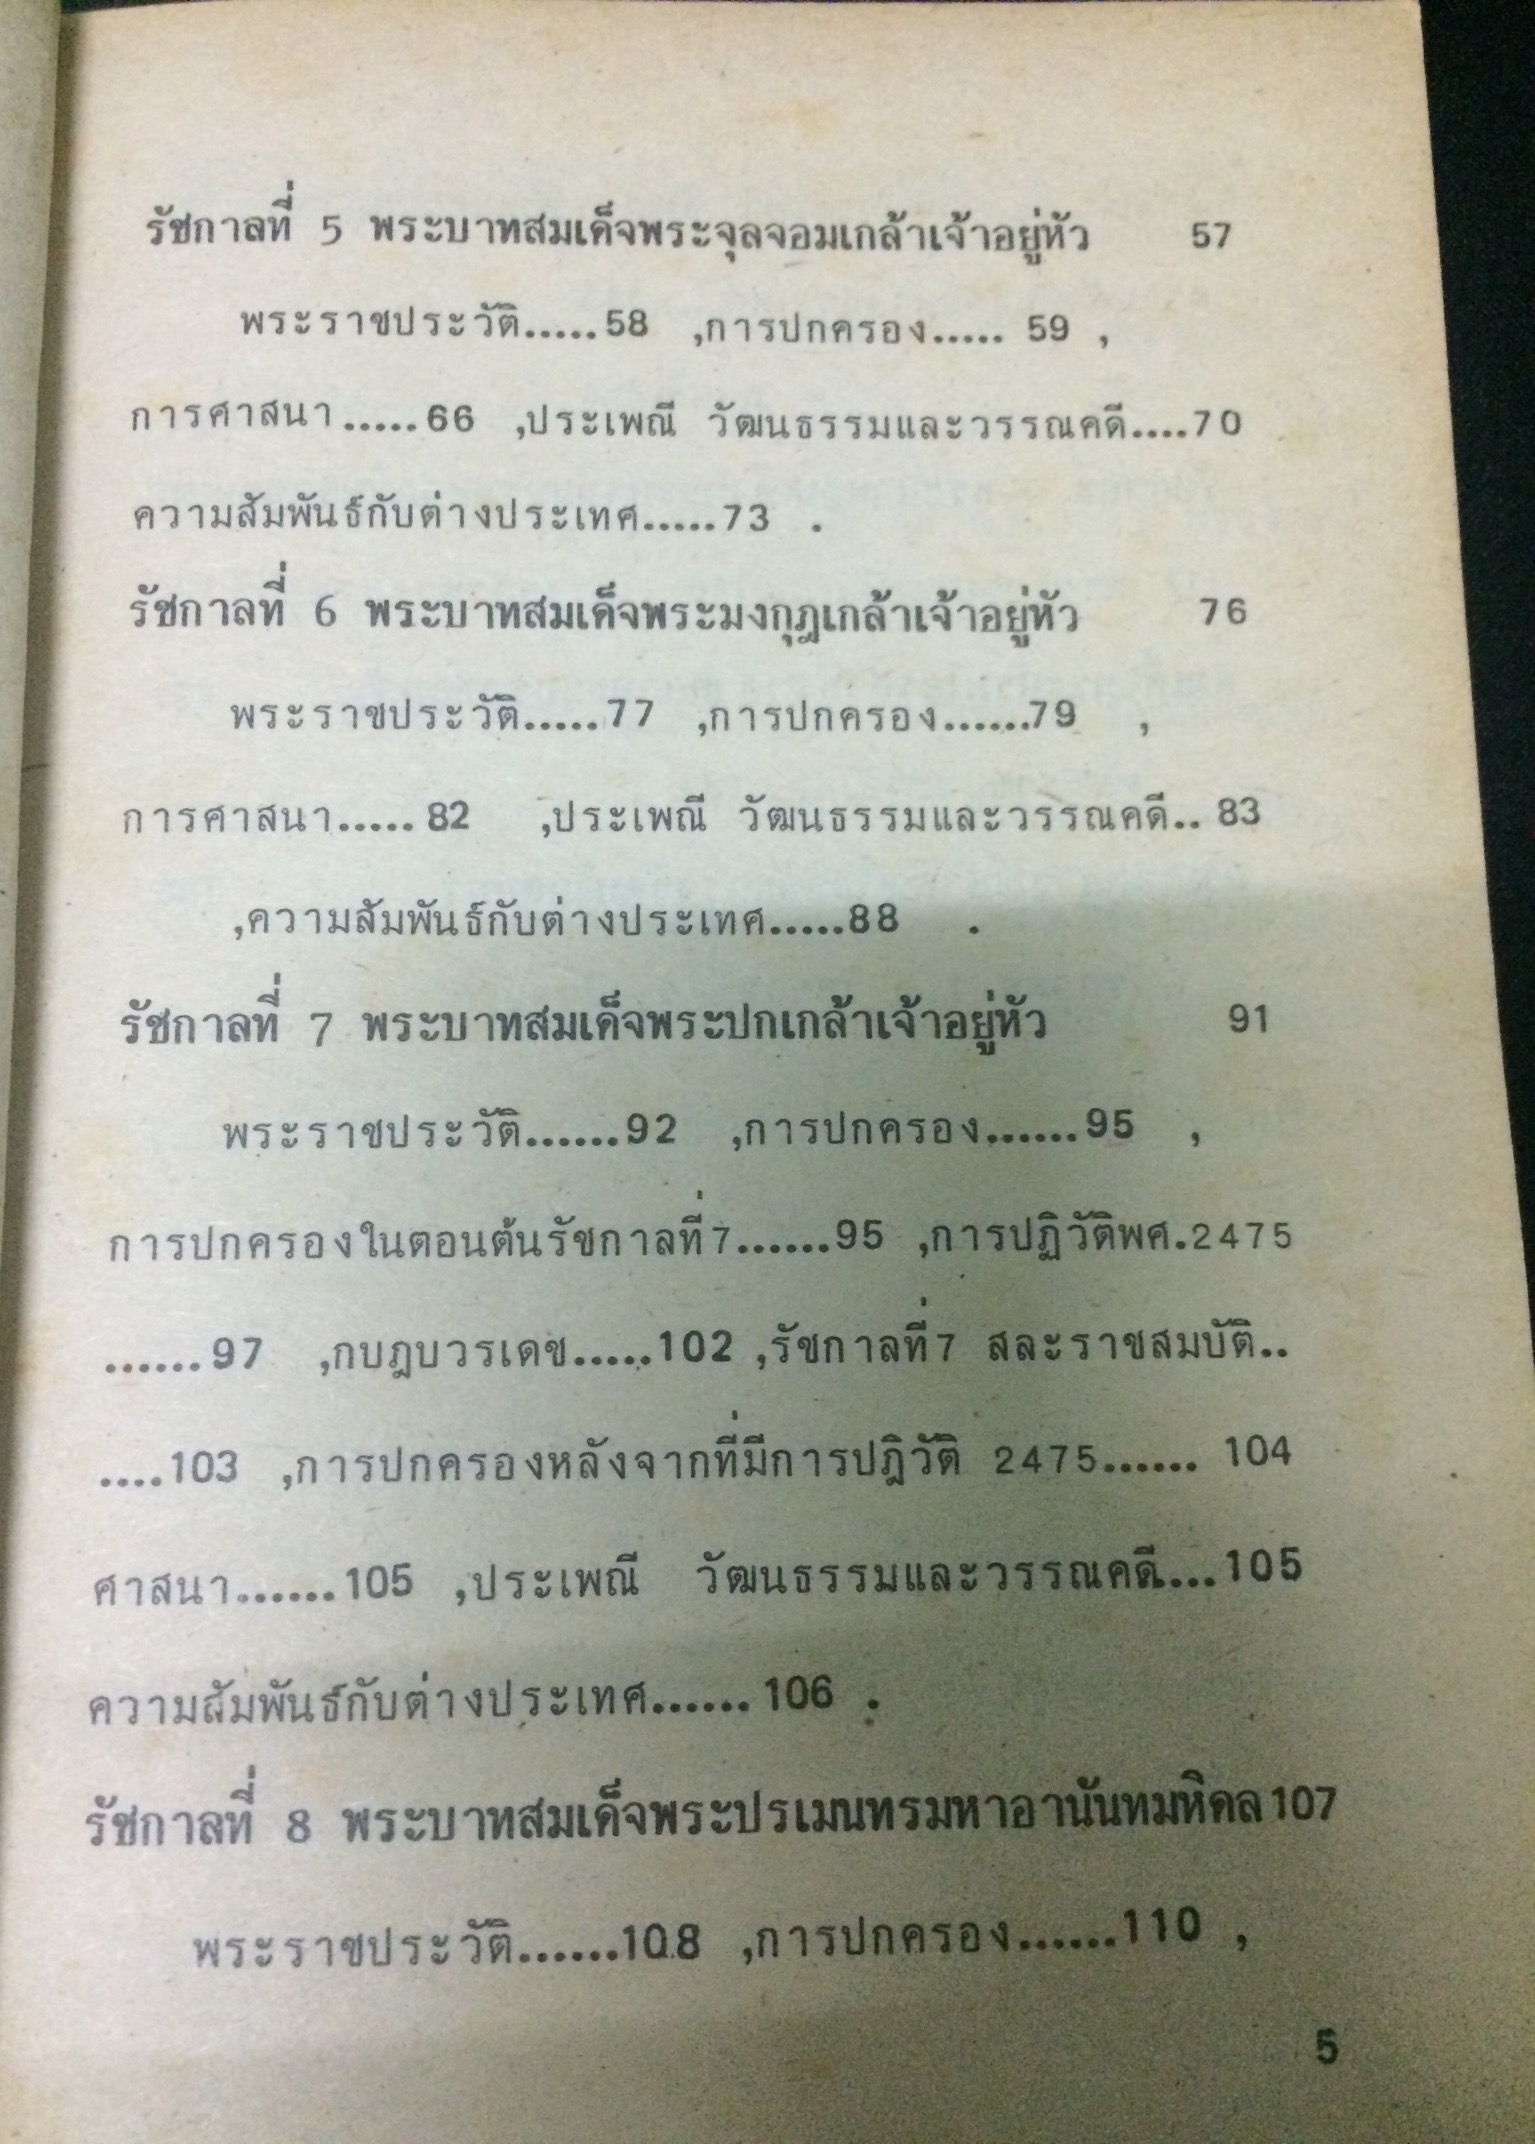 รัชกาลที่ 5 พระบาทสมเด็จพระจุลจอมเกล้าเจ้าอยู่หัว 57
พระราชประวัติ.....58 ,การปกครอง..... 59 ,
การศาสนา.....66 ,ประเพณี วัฒนธรรมและวรรณคดี....70
ความสัมพันธ์กับต่างประเทศ.....73 .
รัชกาลที่ 6 พระบาทสมเด็จพระมงกุฎเกล้าเจ้าอยู่หัว 76
พระราชประวัติ.....77 ,การปกครอง......79 ,
การศาสนา.....82 ,ประเพณี วัฒนธรรมและวรรณคดี.. 83
,ความสัมพันธ์กับต่างประเทศ.....88 .
รัชกาลที่ 7 พระบาทสมเด็จพระปกเกล้าเจ้าอยู่หัว 91
พระราชประวัติ......92 ,การปกครอง......95 ,
การปกครองในตอนต้นรัชกาลที่7......95 ,การปฏิวัติพศ.2475
......97 ,กบฎบวรเดช.....102 ,รัชกาลที่7 สละราชสมบัติ..
....103 ,การปกครองหลังจากที่มีการปฎิวัติ 2475...... 104
ศาสนา......105 ,ประเพณี วัฒนธรรมและวรรณคดี....105
ความสัมพันธ์กับต่างประเทศ......106 .
รัชกาลที่ 8 พระบาทสมเด็จพระปรเมนทรมหาอานันทมหิดล107
พระราชประวัติ......108 ,การปกครอง......110 ,
5